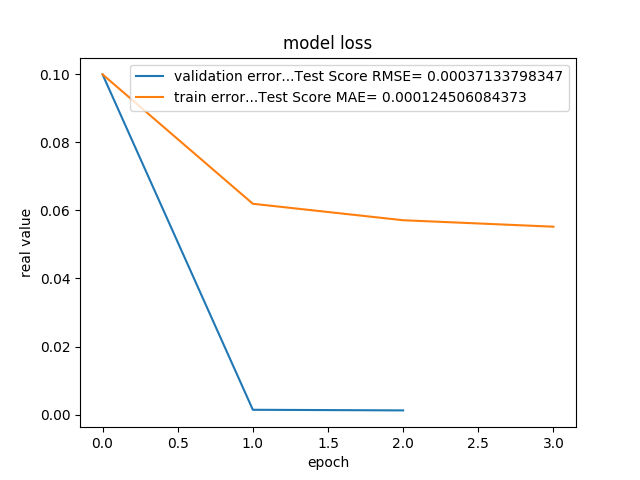 model loss
validation error...Test Score RMSE= 0.00037133798347
train error...Test Score MAE= 0.000124506084373
real value
0.10
0.08
0.06
0.04
0.02
0.00
0.0 0.5 1.0 1.5 2.0 2.5 3.0
epoch